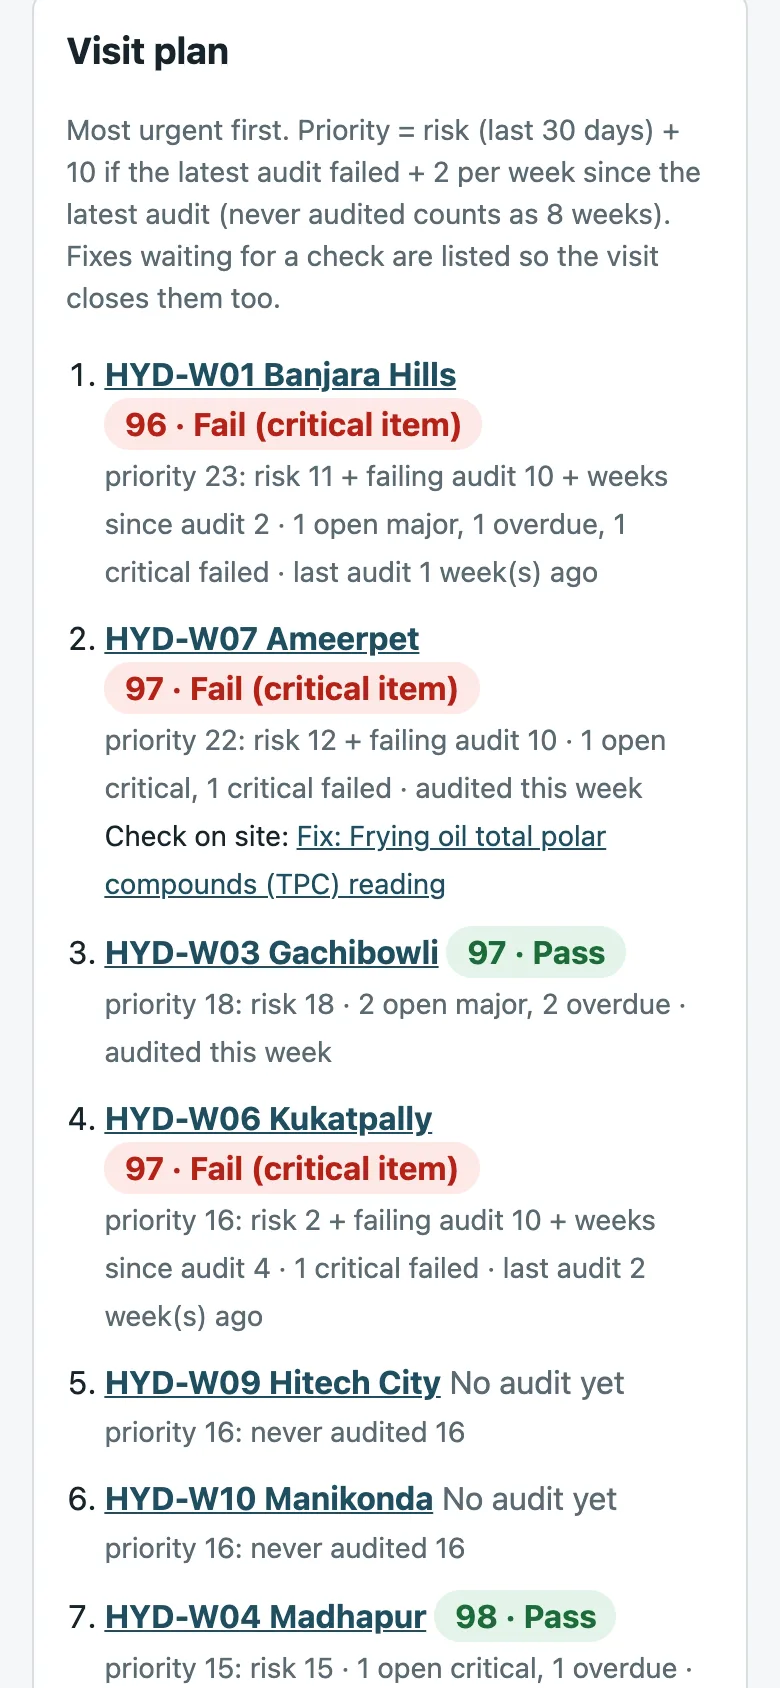 Visit plan
Most urgent first. Priority = risk (last 30 days) +
10 if the latest audit failed + 2 per week since the
latest audit (never audited counts as 8 weeks).
Fixes waiting for a check are listed so the visit
closes them too.
1. HYD-W01 Banjara Hills
96 · Fail (critical item)
priority 23: risk 11 + failing audit 10 + weeks
since audit 2 · 1 open major, 1 overdue, 1
critical failed · last audit 1 week(s) ago
2. HYD-W07 Ameerpet
97 · Fail (critical item)
priority 22: risk 12 + failing audit 10 · 1 open
critical, 1 critical failed · audited this week
Check on site: Fix: Frying oil total polar
compounds (TPC) reading
3. HYD-W03 Gachibowli 97 · Pass
priority 18: risk 18 · 2 open major, 2 overdue ·
audited this week
4. HYD-W06 Kukatpally
97 · Fail (critical item)
priority 16: risk 2 + failing audit 10 + weeks
since audit 4 · 1 critical failed · last audit 2
week(s) ago
5. HYD-W09 Hitech City No audit yet
priority 16: never audited 16
6. HYD-W10 Manikonda No audit yet
priority 16: never audited 16
7. HYD-W04 Madhapur 98 · Pass
priority 15: risk 15 · 1 open critical, 1 overdue ·